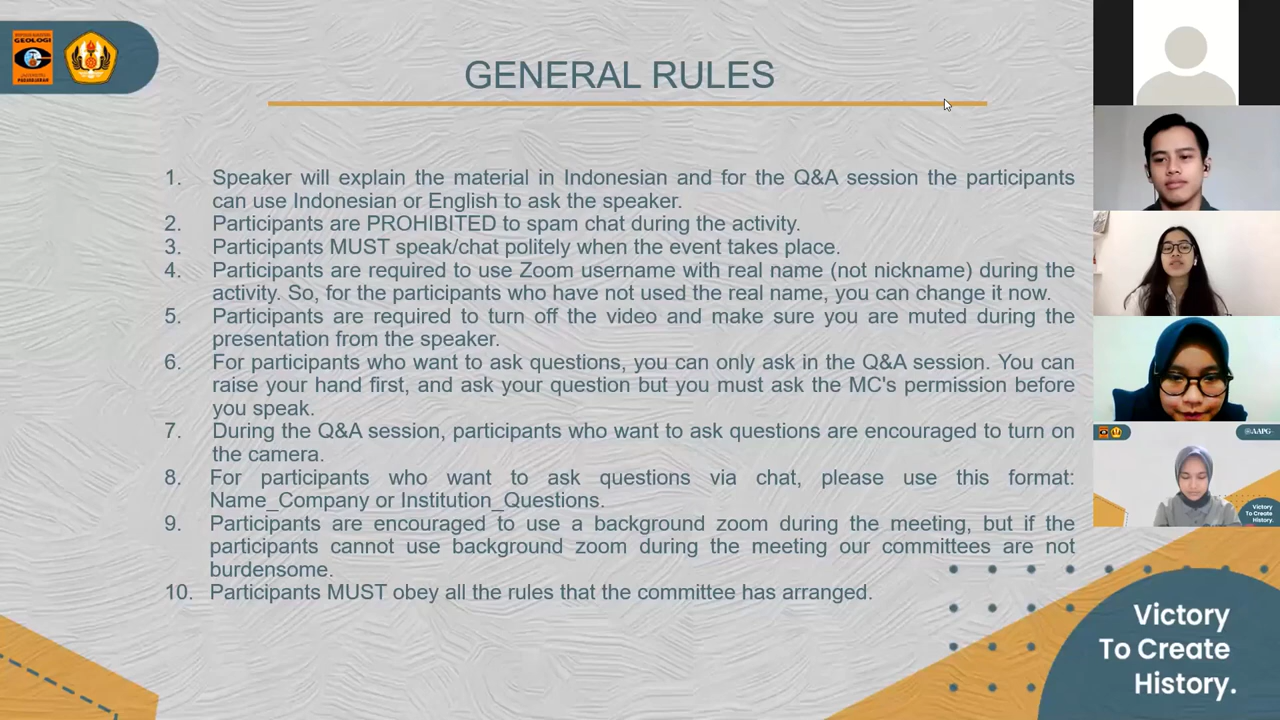 GEOLOGI
GENERAL RULES
1. Speaker will explain the material in Indonesian and for the Q&A session the participants
can use Indonesian or English to ask the speaker.
2. Participants are PROHIBITED to spam chat during the activity.
3. Participants MUST speak/chat politely when the event takes place.
4. Participants are required to use Zoom username with real name (not nickname) during the
activity. So, for the participants who have not used the real name, you can change it now.
5. Participants are required to turn off the video and make sure you are muted during the
presentation from the speaker.
6. For participants who want to ask questions, you can only ask in the Q&A session. You can
raise your hand first, and ask your question but you must ask the MC's permission before
you speak.
7. During the Q&A session, participants who want to ask questions are encouraged to turn on
the camera.
8. For participants who want to ask questions via chat, please use this format:
Name_Company or Institution_Questions.
9. Participants are encouraged to use a background zoom during the meeting, but if the
participants cannot use background zoom during the meeting our committees are not
burdensome.
10. Participants MUST obey all the rules that the committee has arranged.
Victory
To Create
History.
@AAPG
Victory
To Create
History.